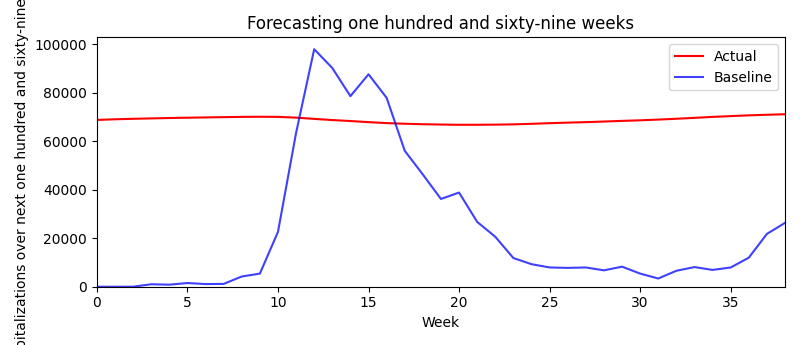 Forecasting one hundred and sixty-nine weeks
over next one hundred and sixty-nine
100000
80000
60000
40000
20000
0
Actual
Baseline
0 5 10 15 20 25 30 35
Week